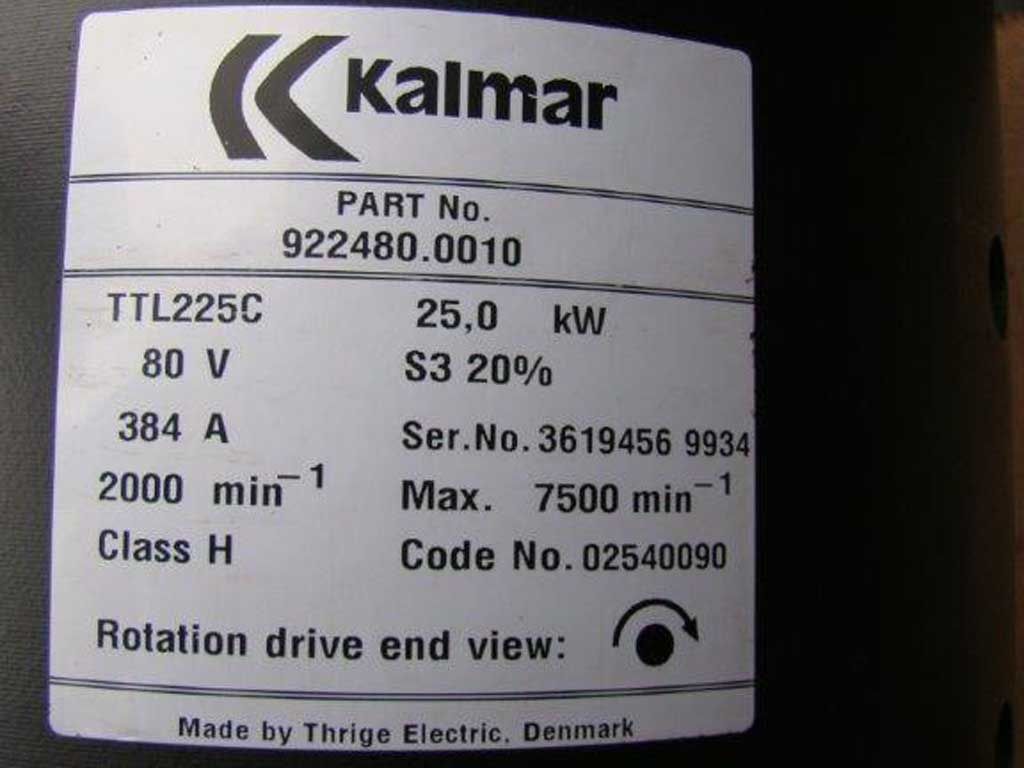 Kalmar
PART No.
922480.0010
TTL225C 25,0 kW
80 V S3 20%
384 A Ser.No. 3619456 9934
2000 min⁻¹ Max. 7500 min⁻¹
Class H Code No. 02540090
Rotation drive end view:
Made by Thrige Electric. Denmark